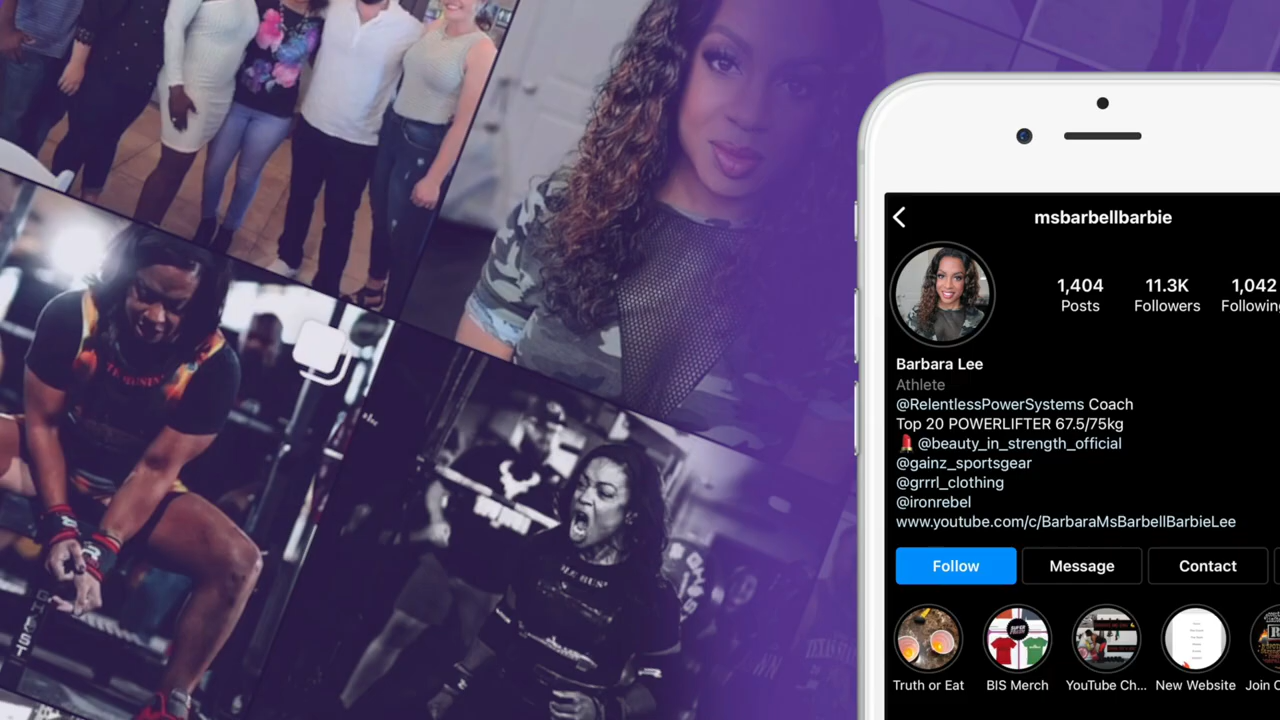 msbarbellbarbie
1,404
Posts
11.3K
Followers
1,042
Following
Barbara Lee
Athlete
@RelentlessPowerSystems Coach
Top 20 POWERLIFTER 67.5/75kg
@beauty_in_strength_official
@gainz_sportsgear
@grrrl_clothing
@ironrebel
www.youtube.com/c/BarbaraMsBarbellBarbieLee
Follow
Message
Contact
Truth or Eat
BIS Merch
YouTube Ch...
New Website
Join